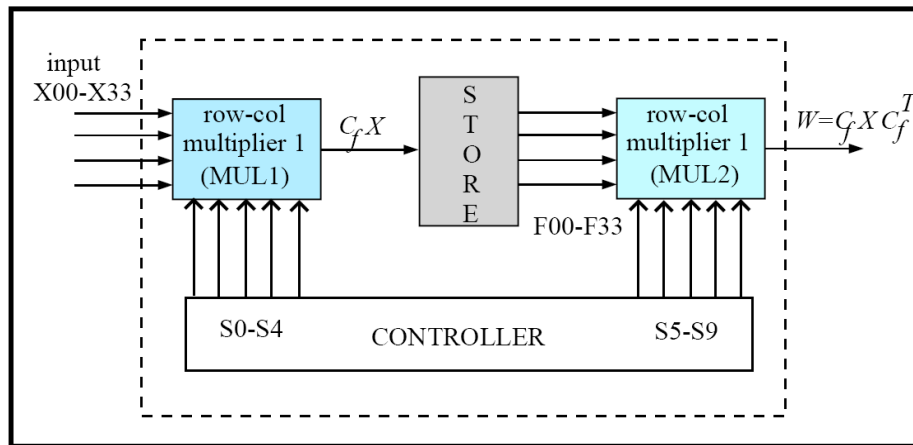 input
X00-X33
row-col
multiplier 1
(MUL1)
C_f X
S
T
O
R
E
row-col
multiplier 1
(MUL2)
W=C_f X C_f^T
F00-F33
S0-S4
CONTROLLER
S5-S9